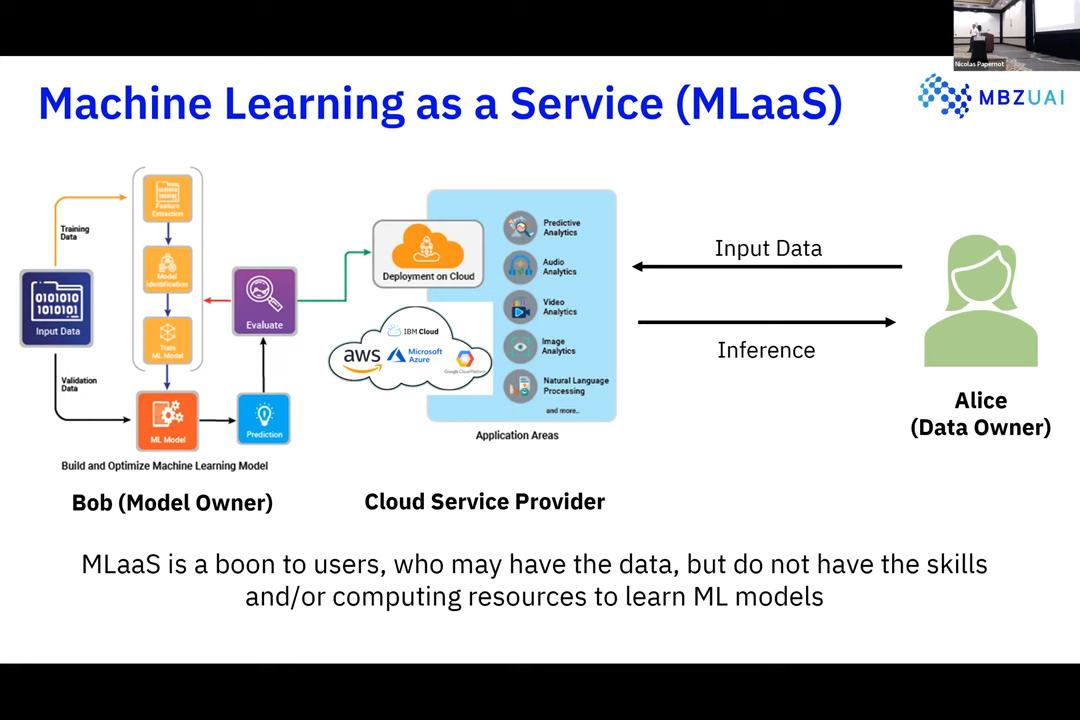 Nicolas Papernot
Machine Learning as a Service (MLaaS)
MBZUAI
Training
Data
Input Data
Validation
Data
Feature
Extraction
Model
Identification
Train
ML Model
ML Model
Evaluate
Prediction
Build and Optimize Machine Learning Model
Bob (Model Owner)
Deployment on Cloud
IBM Cloud
aws
Microsoft
Azure
Google Cloud Platform
Predictive
Analytics
Audio
Analytics
Video
Analytics
Image
Analytics
Natural Language
Processing
and more..
Application Areas
Cloud Service Provider
Input Data
Inference
Alice
(Data Owner)
MLaaS is a boon to users, who may have the data, but do not have the skills
and/or computing resources to learn ML models